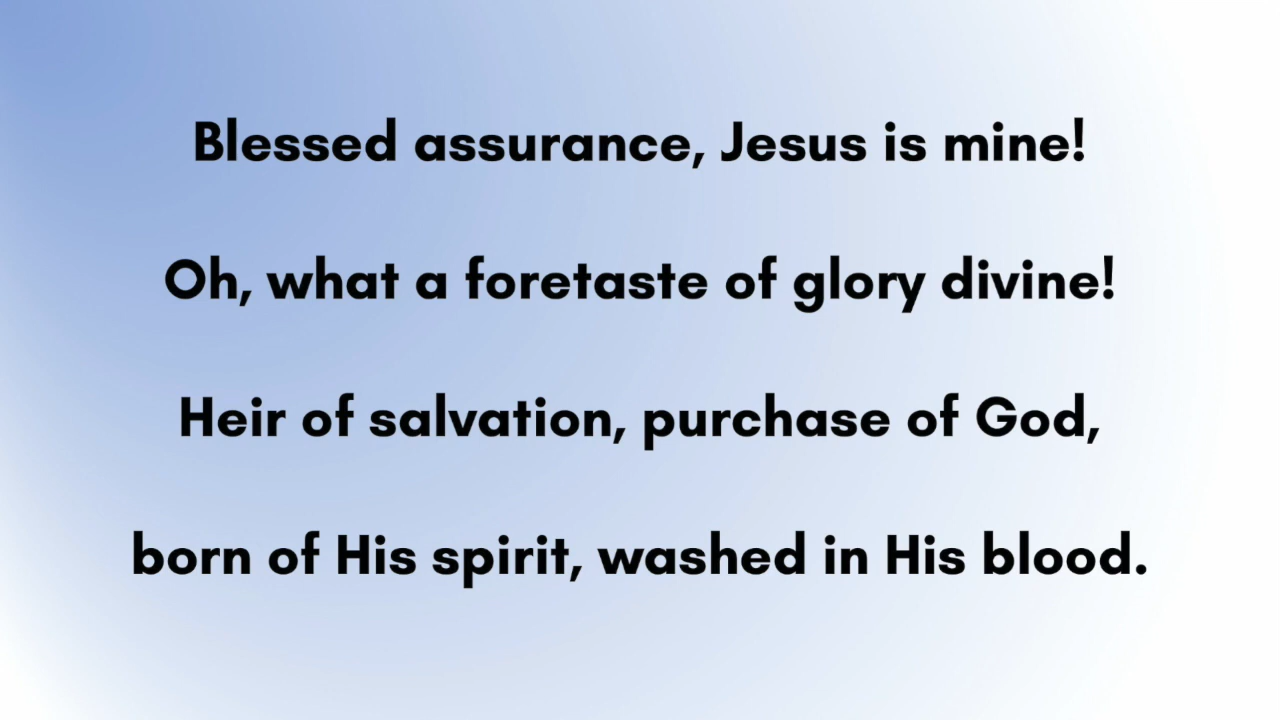 Blessed assurance, Jesus is mine!
Oh, what a foretaste of glory divine!
Heir of salvation, purchase of God,
born of His spirit, washed in His blood.